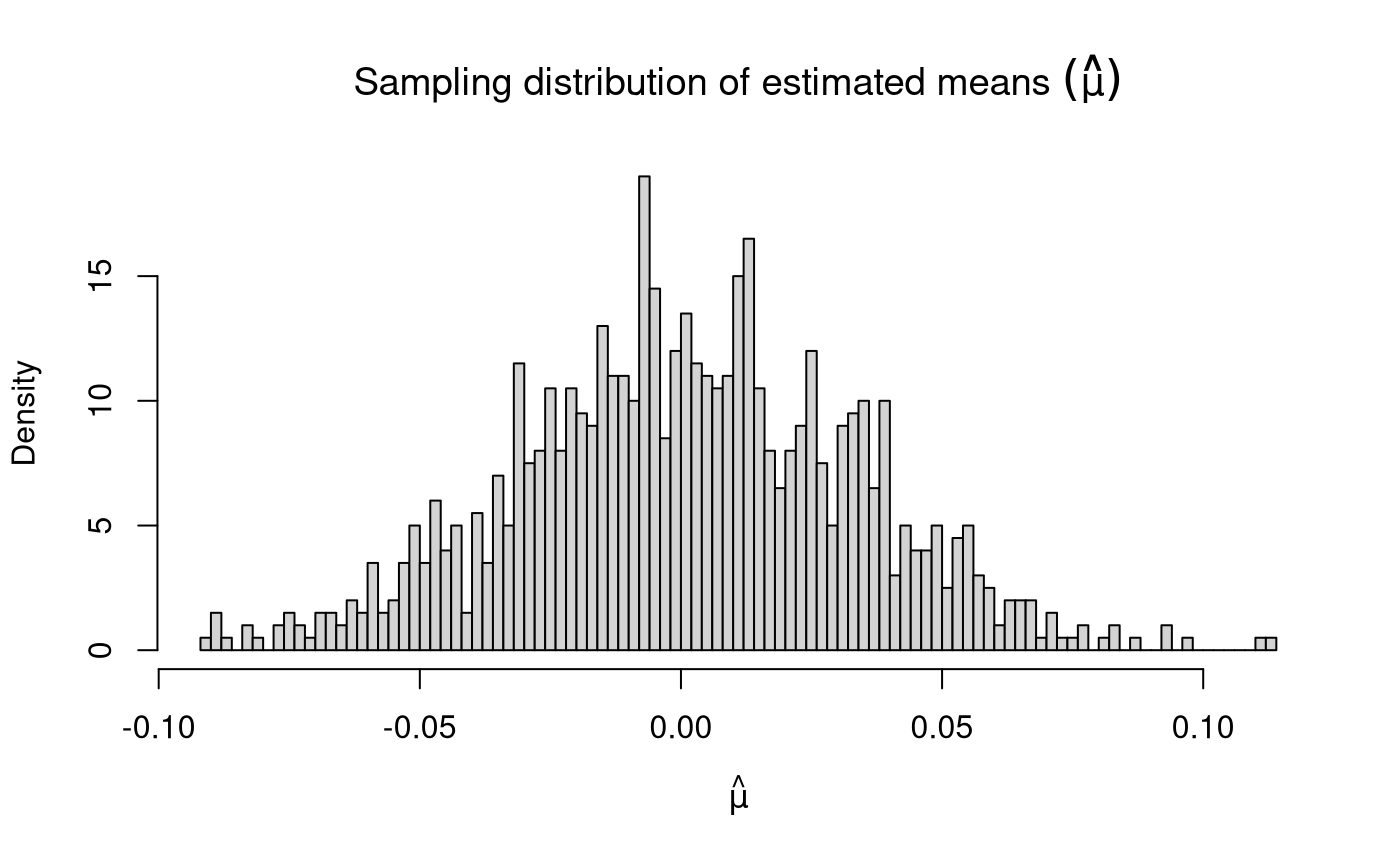 Sampling distribution of estimated means (μ̂)
Density
0
5
10
15
-0.10 -0.05 0.00 0.05 0.10
μ̂